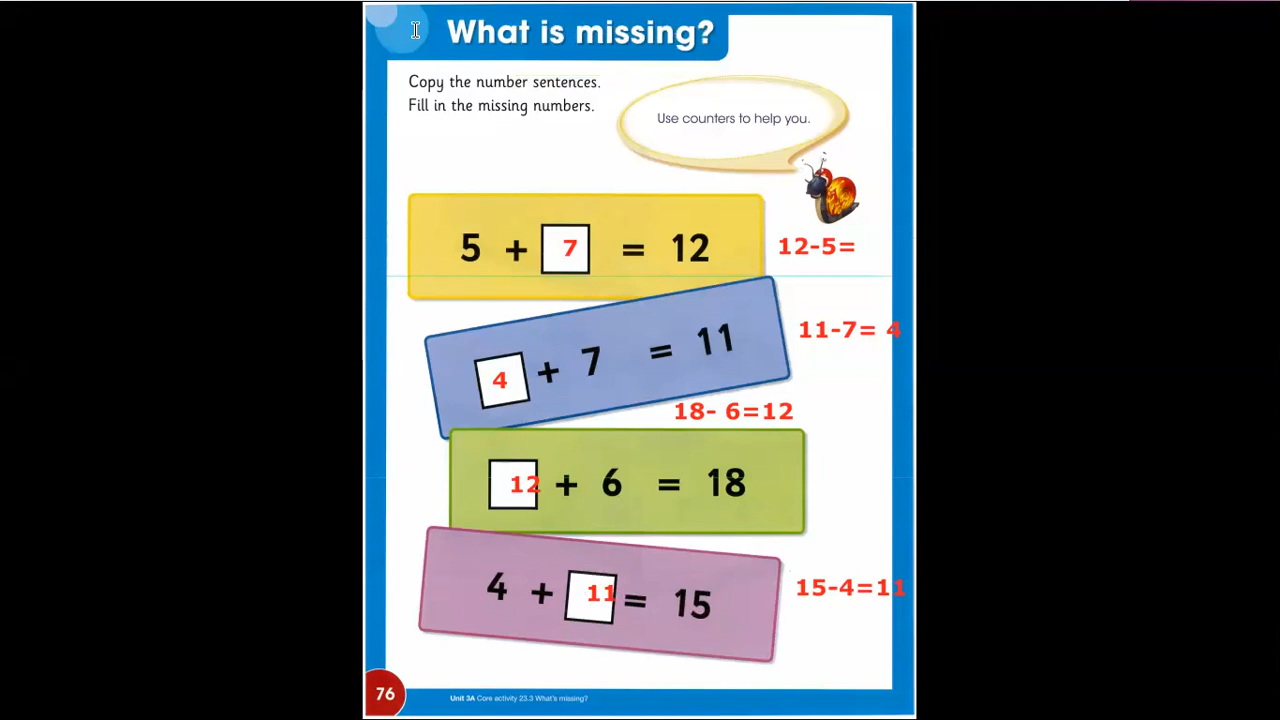 What is missing?
Copy the number sentences.
Fill in the missing numbers.
Use counters to help you.
5 + 7 = 12
12-5=
4 + 7 = 11
11-7= 4
18- 6=12
12 + 6 = 18
4 + 11 = 15
15-4=11
76
Unit 3A Core activity 23.3 What's missing?